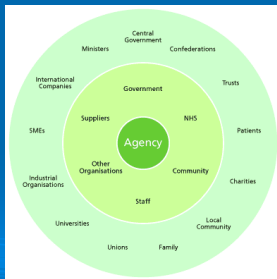 Central
Government
Ministers
Confederations
International
Companies
Government
Trusts
Suppliers
NHS
SMEs
Agency
Patients
Other
Organisations
Community
Industrial
Organisations
Charities
Staff
Universities
Local
Community
Unions
Family